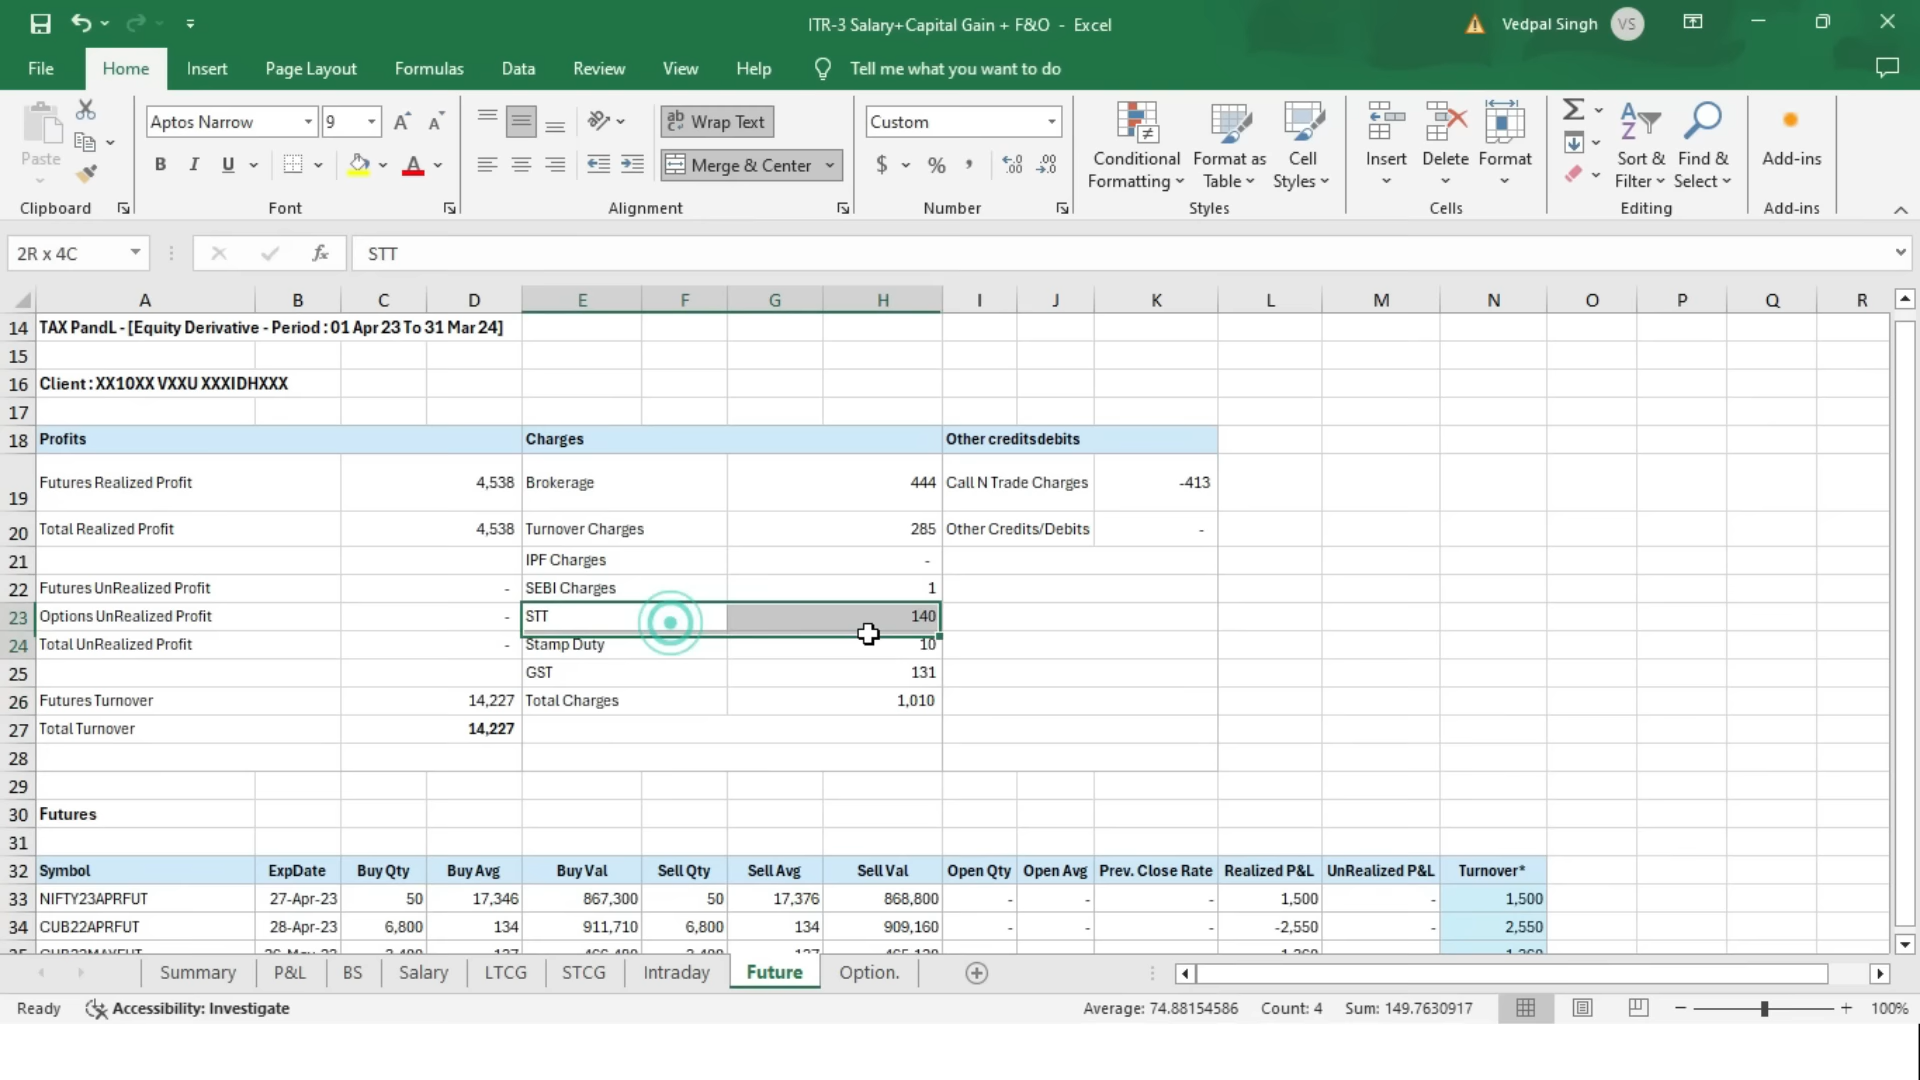 ITR-3 Salary+Capital Gain + F&O - Excel
Vedpal Singh VS
File Home Insert Page Layout Formulas Data Review View Help Tell me what you want to do
Paste
Aptos Narrow 9
B I U
ab Wrap Text
Merge & Center
Custom
$ % ,
Conditional Formatting
Format as Table
Cell Styles
Insert Delete Format
Sort & Filter
Find & Select
Add-ins
Clipboard Font Alignment Number Styles Cells Editing Add-ins
2R x 4C fx STT
A B C D E F G H I J K L M N O P Q R
14 TAX PandL - [Equity Derivative - Period : 01 Apr 23 To 31 Mar 24]
15
16 Client : XX10XX VXXU XXXIDHXXX
17
18 Profits Charges Other creditsdebits
19 Futures Realized Profit 4,538 Brokerage 444 Call N Trade Charges -413
20 Total Realized Profit 4,538 Turnover Charges 285 Other Credits/Debits -
21 IPF Charges -
22 Futures UnRealized Profit - SEBI Charges 1
23 Options UnRealized Profit - STT 140
24 Total UnRealized Profit - Stamp Duty 10
25 GST 131
26 Futures Turnover 14,227 Total Charges 1,010
27 Total Turnover 14,227
28
29
30 Futures
31
32 Symbol ExpDate Buy Qty Buy Avg Buy Val Sell Qty Sell Avg Sell Val Open Qty Open Avg Prev. Close Rate Realized P&L UnRealized P&L Turnover*
33 NIFTY23APRFUT 27-Apr-23 50 17,346 867,300 50 17,376 868,800 - - - 1,500 - 1,500
34 CUB22APRFUT 28-Apr-23 6,800 134 911,710 6,800 134 909,160 - - - -2,550 - 2,550
Summary P&L BS Salary LTCG STCG Intraday Future Option.
Ready Accessibility: Investigate Average: 74.88154586 Count: 4 Sum: 149.7630917 100%